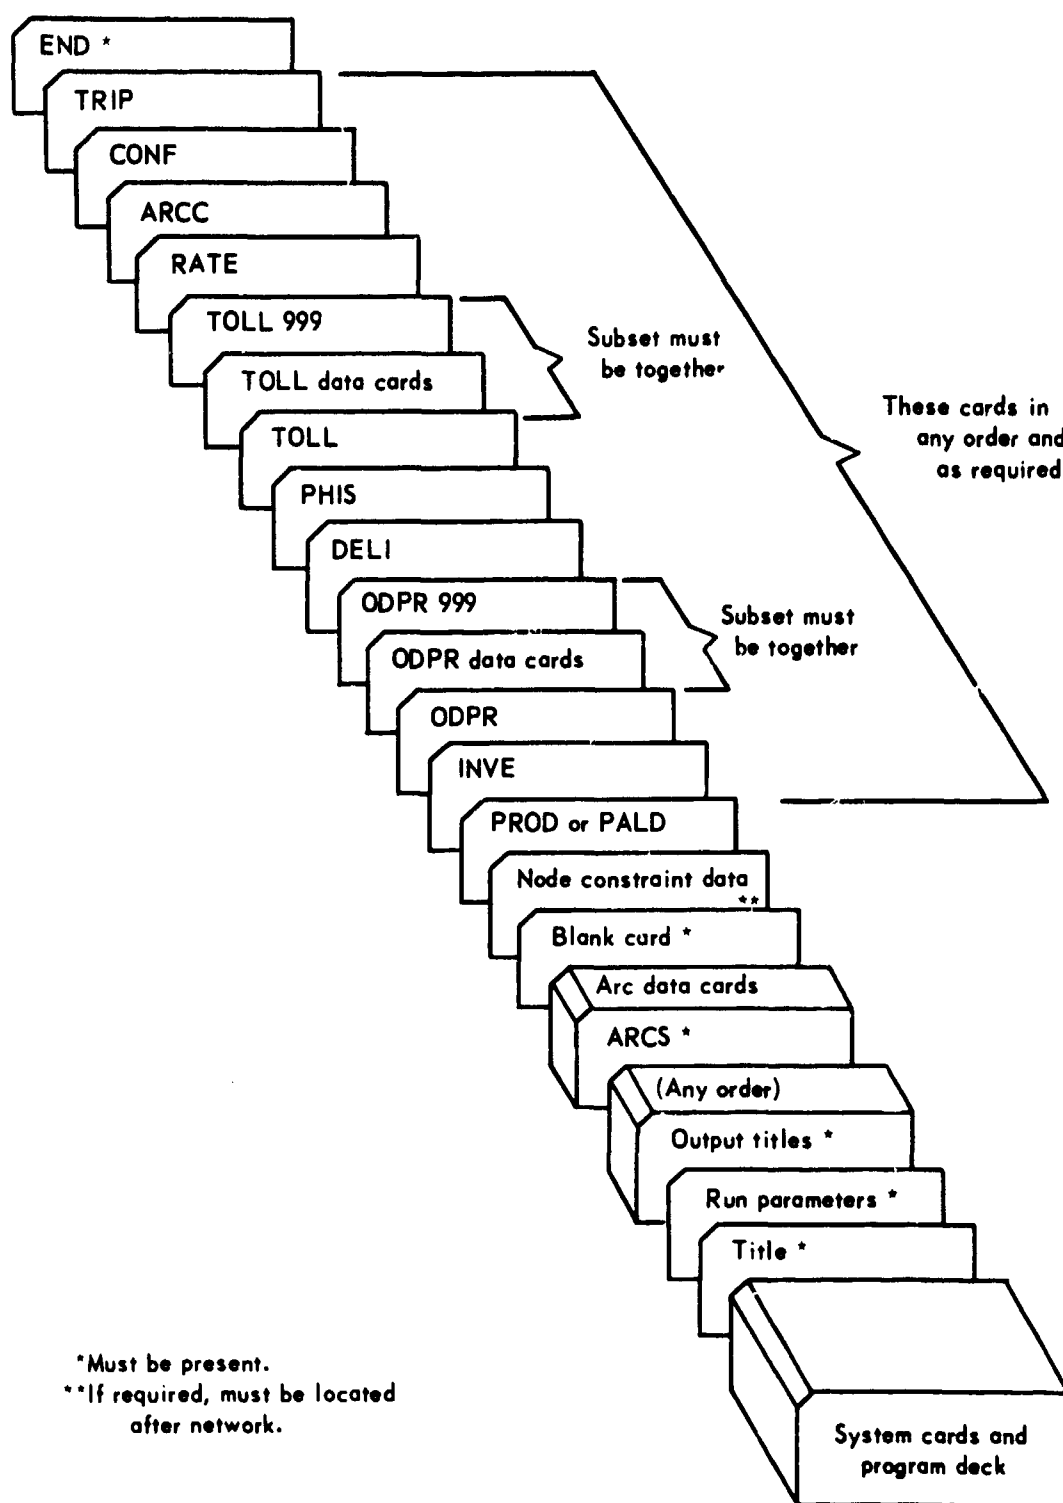 END *
TRIP
CONF
ARCC
RATE
TOLL 999
TOLL data cards
TOLL
PHIS
DELI
ODPR 999
ODPR data cards
ODPR
INVE
PROD or PALD
Node constraint data
**
Blank card *
Arc data cards
ARCS *
(Any order)
Output titles *
Run parameters *
Title *
System cards and
program deck
Subset must
be together
Subset must
be together
These cards in
any order and
as required
*Must be present.
**If required, must be located
after network.